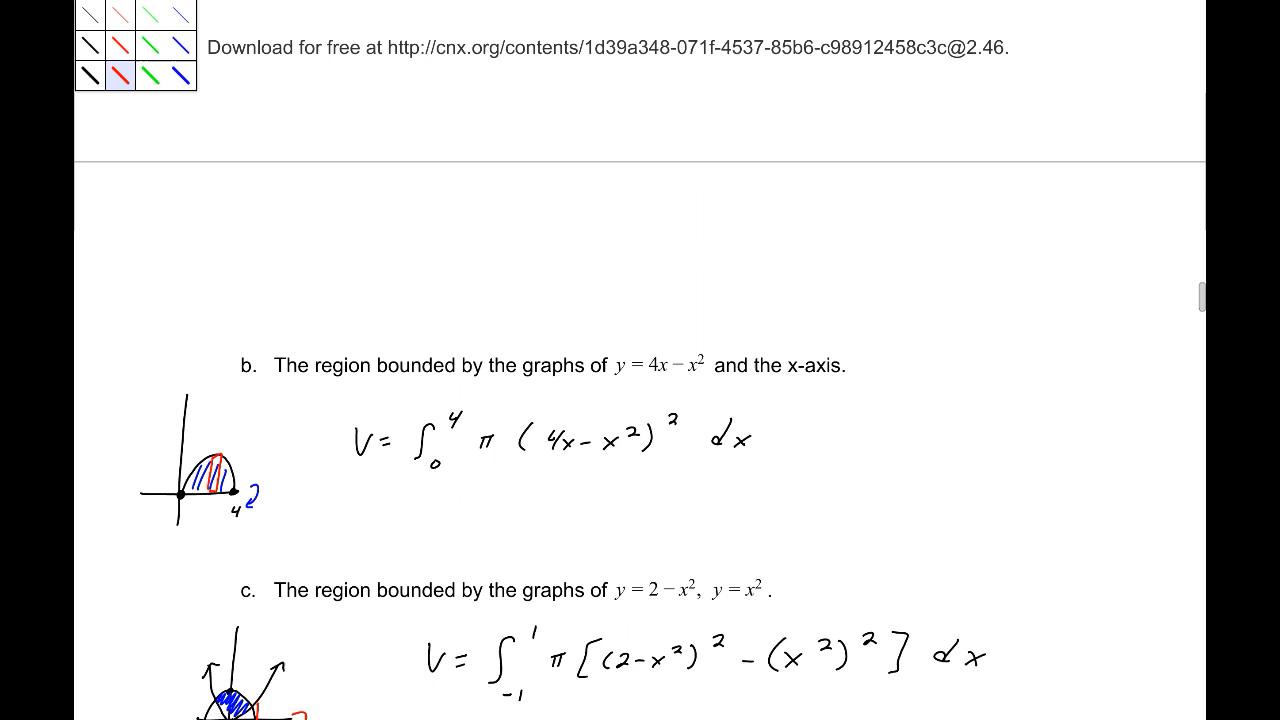 Download for free at http://cnx.org/contents/1d39a348-071f-4537-85b6-c98912458c3c@2.46.
b. The region bounded by the graphs of y = 4x − x² and the x-axis.
V = ∫₀⁴ π (4x − x²)² dx
4
c. The region bounded by the graphs of y = 2 − x², y = x².
V = ∫₋₁¹ π [(2 − x²)² − (x²)²] dx